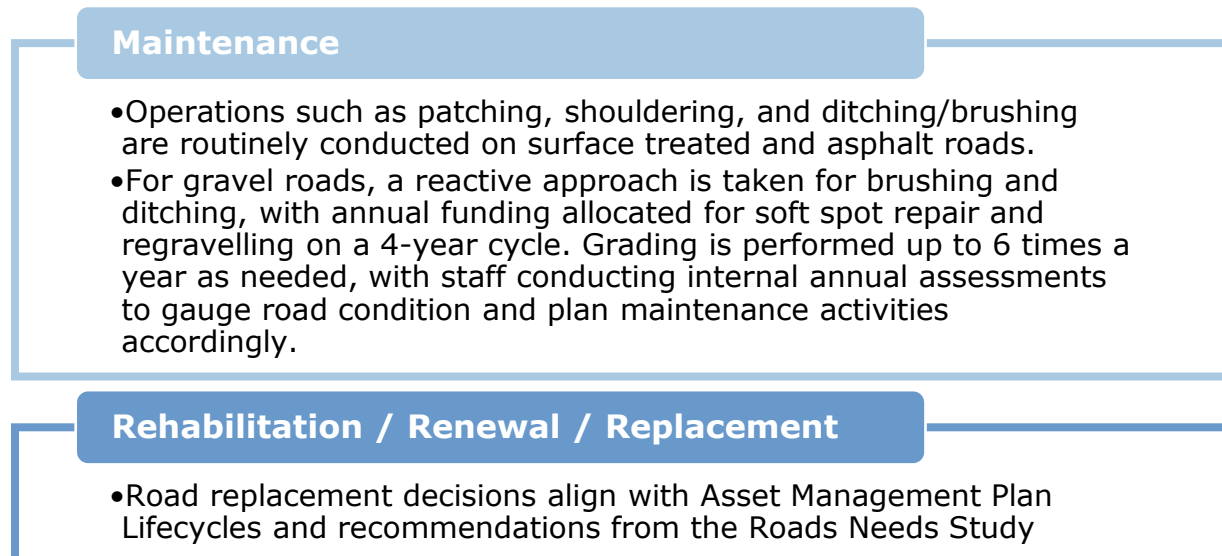 Maintenance
•Operations such as patching, shouldering, and ditching/brushing
are routinely conducted on surface treated and asphalt roads.
•For gravel roads, a reactive approach is taken for brushing and
ditching, with annual funding allocated for soft spot repair and
regravelling on a 4-year cycle. Grading is performed up to 6 times a
year as needed, with staff conducting internal annual assessments
to gauge road condition and plan maintenance activities
accordingly.
Rehabilitation / Renewal / Replacement
•Road replacement decisions align with Asset Management Plan
Lifecycles and recommendations from the Roads Needs Study